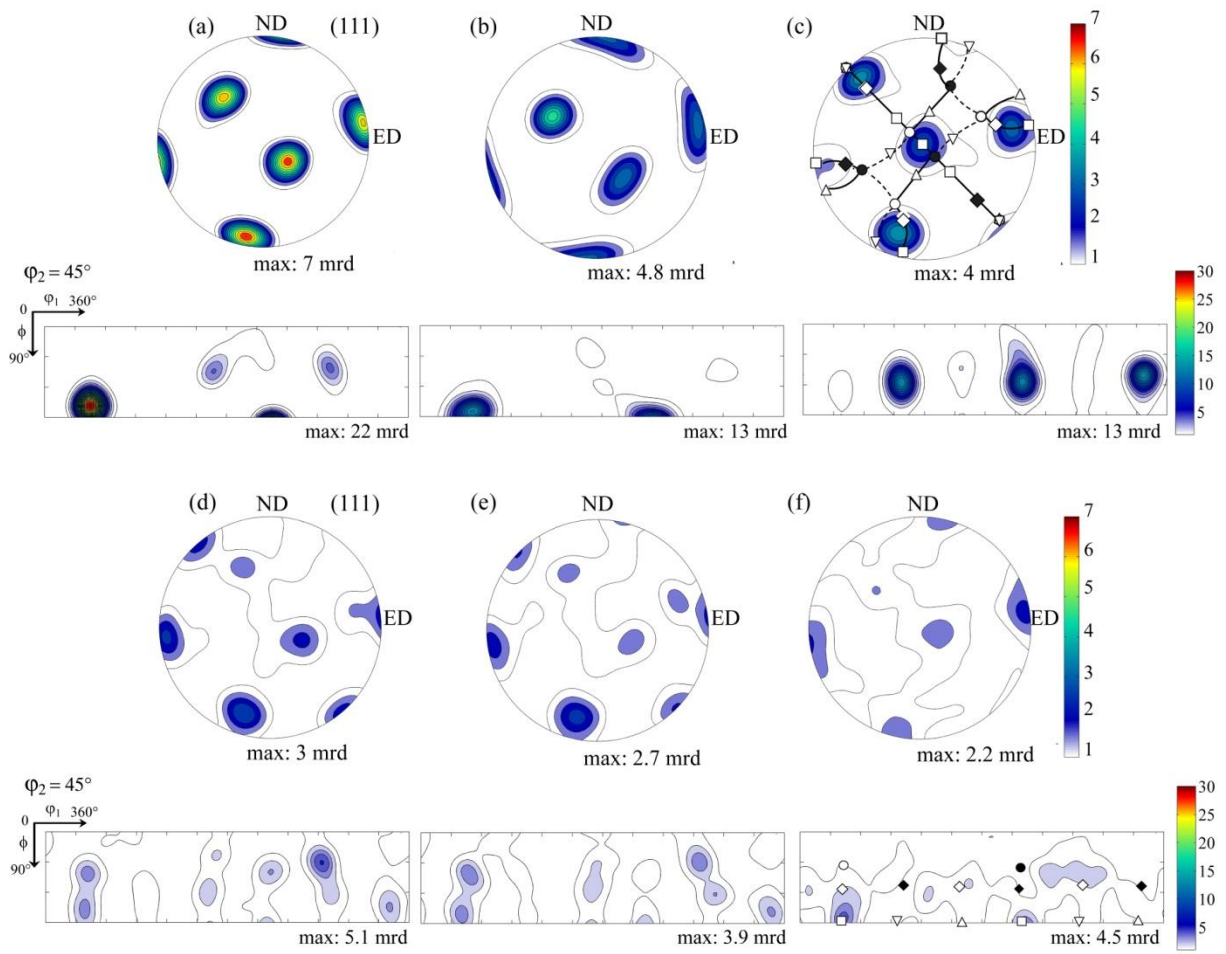 (a) ND (111)
(b) ND
(c) ND
7
6
5
4
3
2
1
ED
ED
ED
max: 7 mrd
max: 4.8 mrd
max: 4 mrd
φ2 = 45°
0 φ1 360°
ϕ
90°
30
25
20
15
10
5
max: 22 mrd
max: 13 mrd
max: 13 mrd
(d) ND (111)
(e) ND
(f) ND
7
6
5
4
3
2
1
ED
ED
ED
max: 3 mrd
max: 2.7 mrd
max: 2.2 mrd
φ2 = 45°
0 φ1 360°
ϕ
90°
30
25
20
15
10
5
max: 5.1 mrd
max: 3.9 mrd
max: 4.5 mrd